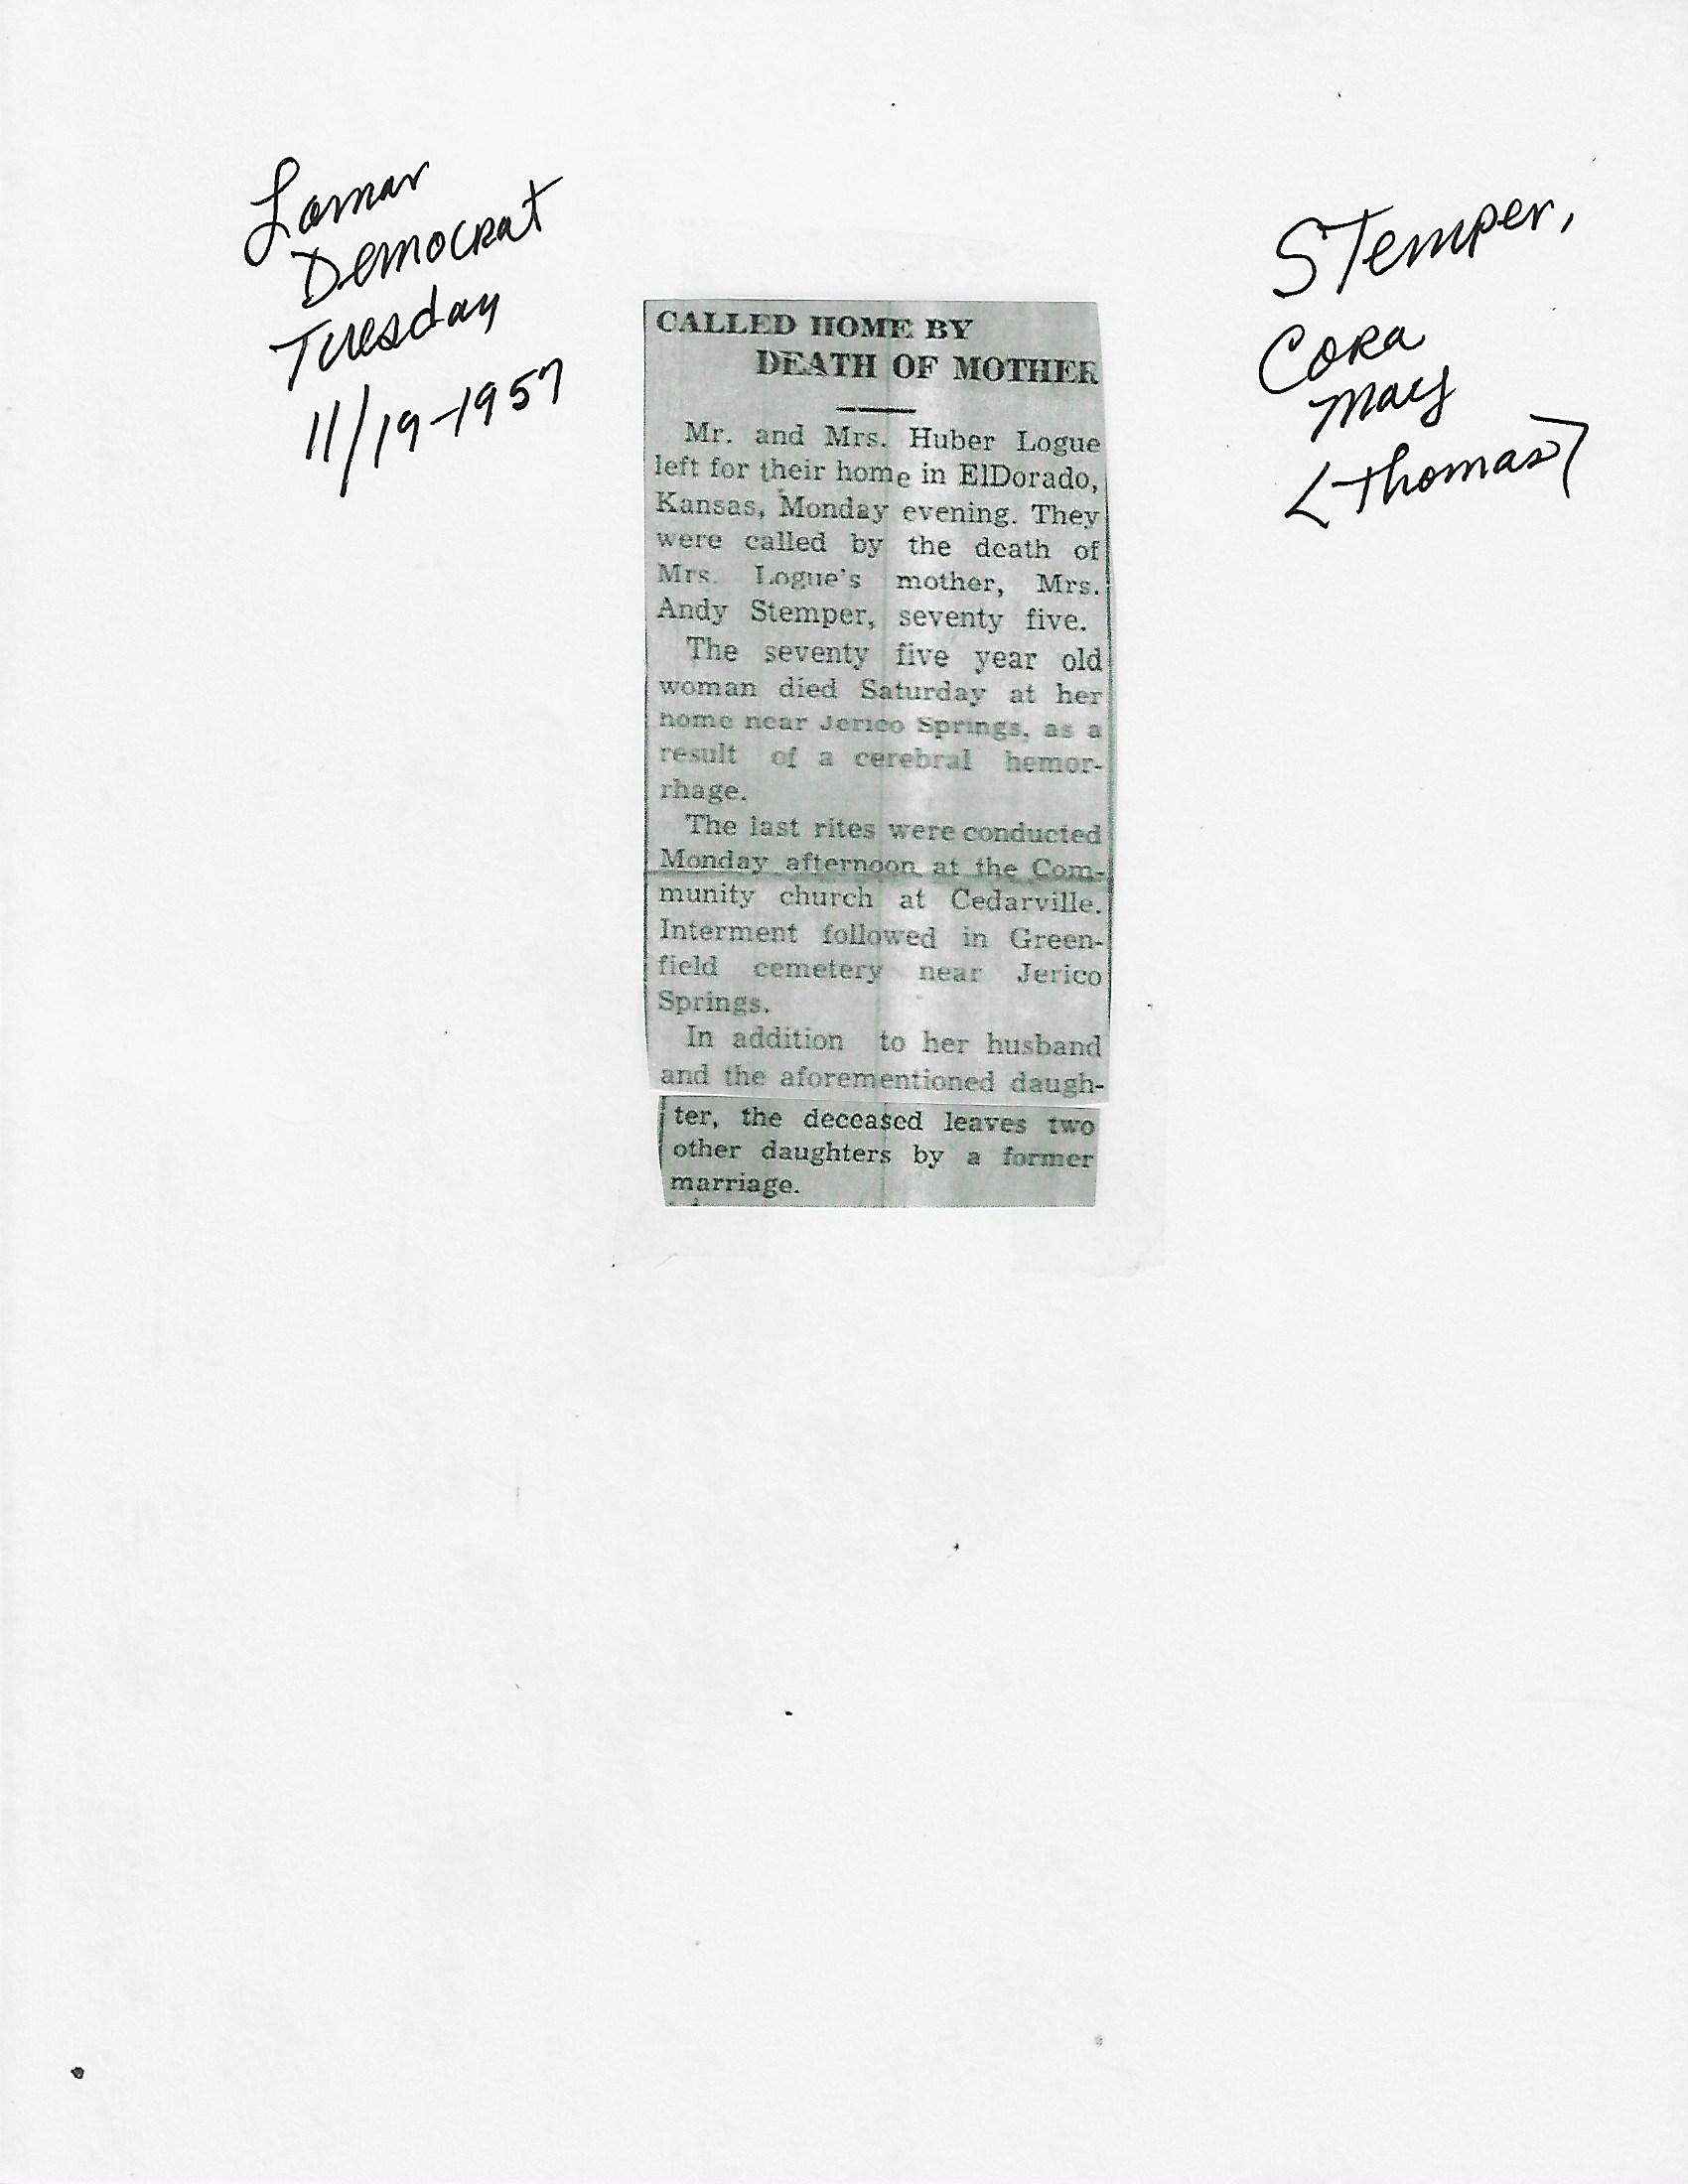 Lamar
Democrat
Tuesday
11/19-1957
Stemper,
Cora
May
<Thomas>
CALLED HOME BY
DEATH OF MOTHER
Mr. and Mrs. Huber Logue
left for their home in ElDorado,
Kansas, Monday evening. They
were called by the death of
Mrs. Logue's mother, Mrs.
Andy Stemper, seventy five.
The seventy five year old
woman died Saturday at her
home near Jerico Springs, as a
result of a cerebral hemor-
rhage.
The last rites were conducted
Monday afternoon at the Com-
munity church at Cedarville.
Interment followed in Green-
field cemetery near Jerico
Springs.
In addition to her husband
and the aforementioned daugh-
ter, the deceased leaves two
other daughters by a former
marriage.